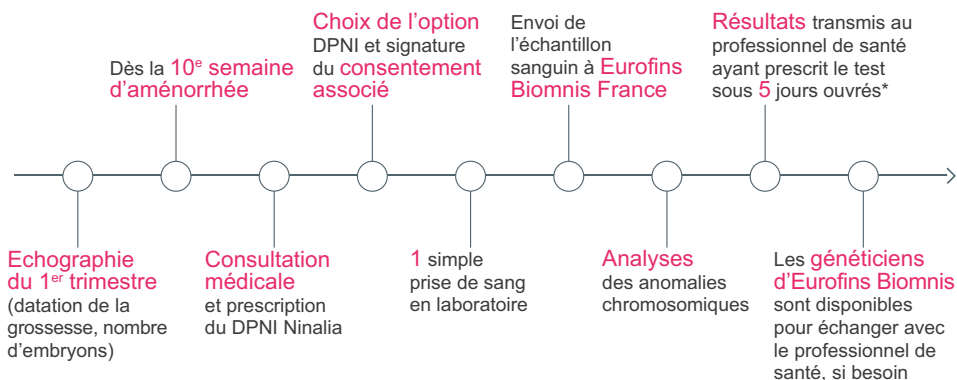 Echographie
du 1er trimestre
(datation de la
grossesse, nombre
d'embryons)
Dès la 10e semaine
d'aménorrhée
Consultation
médicale
et prescription
du DPNI Ninalia
Choix de l'option
DPNI et signature
du consentement
associé
1 simple
prise de sang
en laboratoire
Envoi de
l'échantillon
sanguin à Eurofins
Biomnis France
Analyses
des anomalies
chromosomiques
Résultats transmis au
professionnel de santé
ayant prescrit le test
sous 5 jours ouvrés*
Les généticiens
d'Eurofins Biomnis
sont disponibles
pour échanger avec
le professionnel de
santé, si besoin